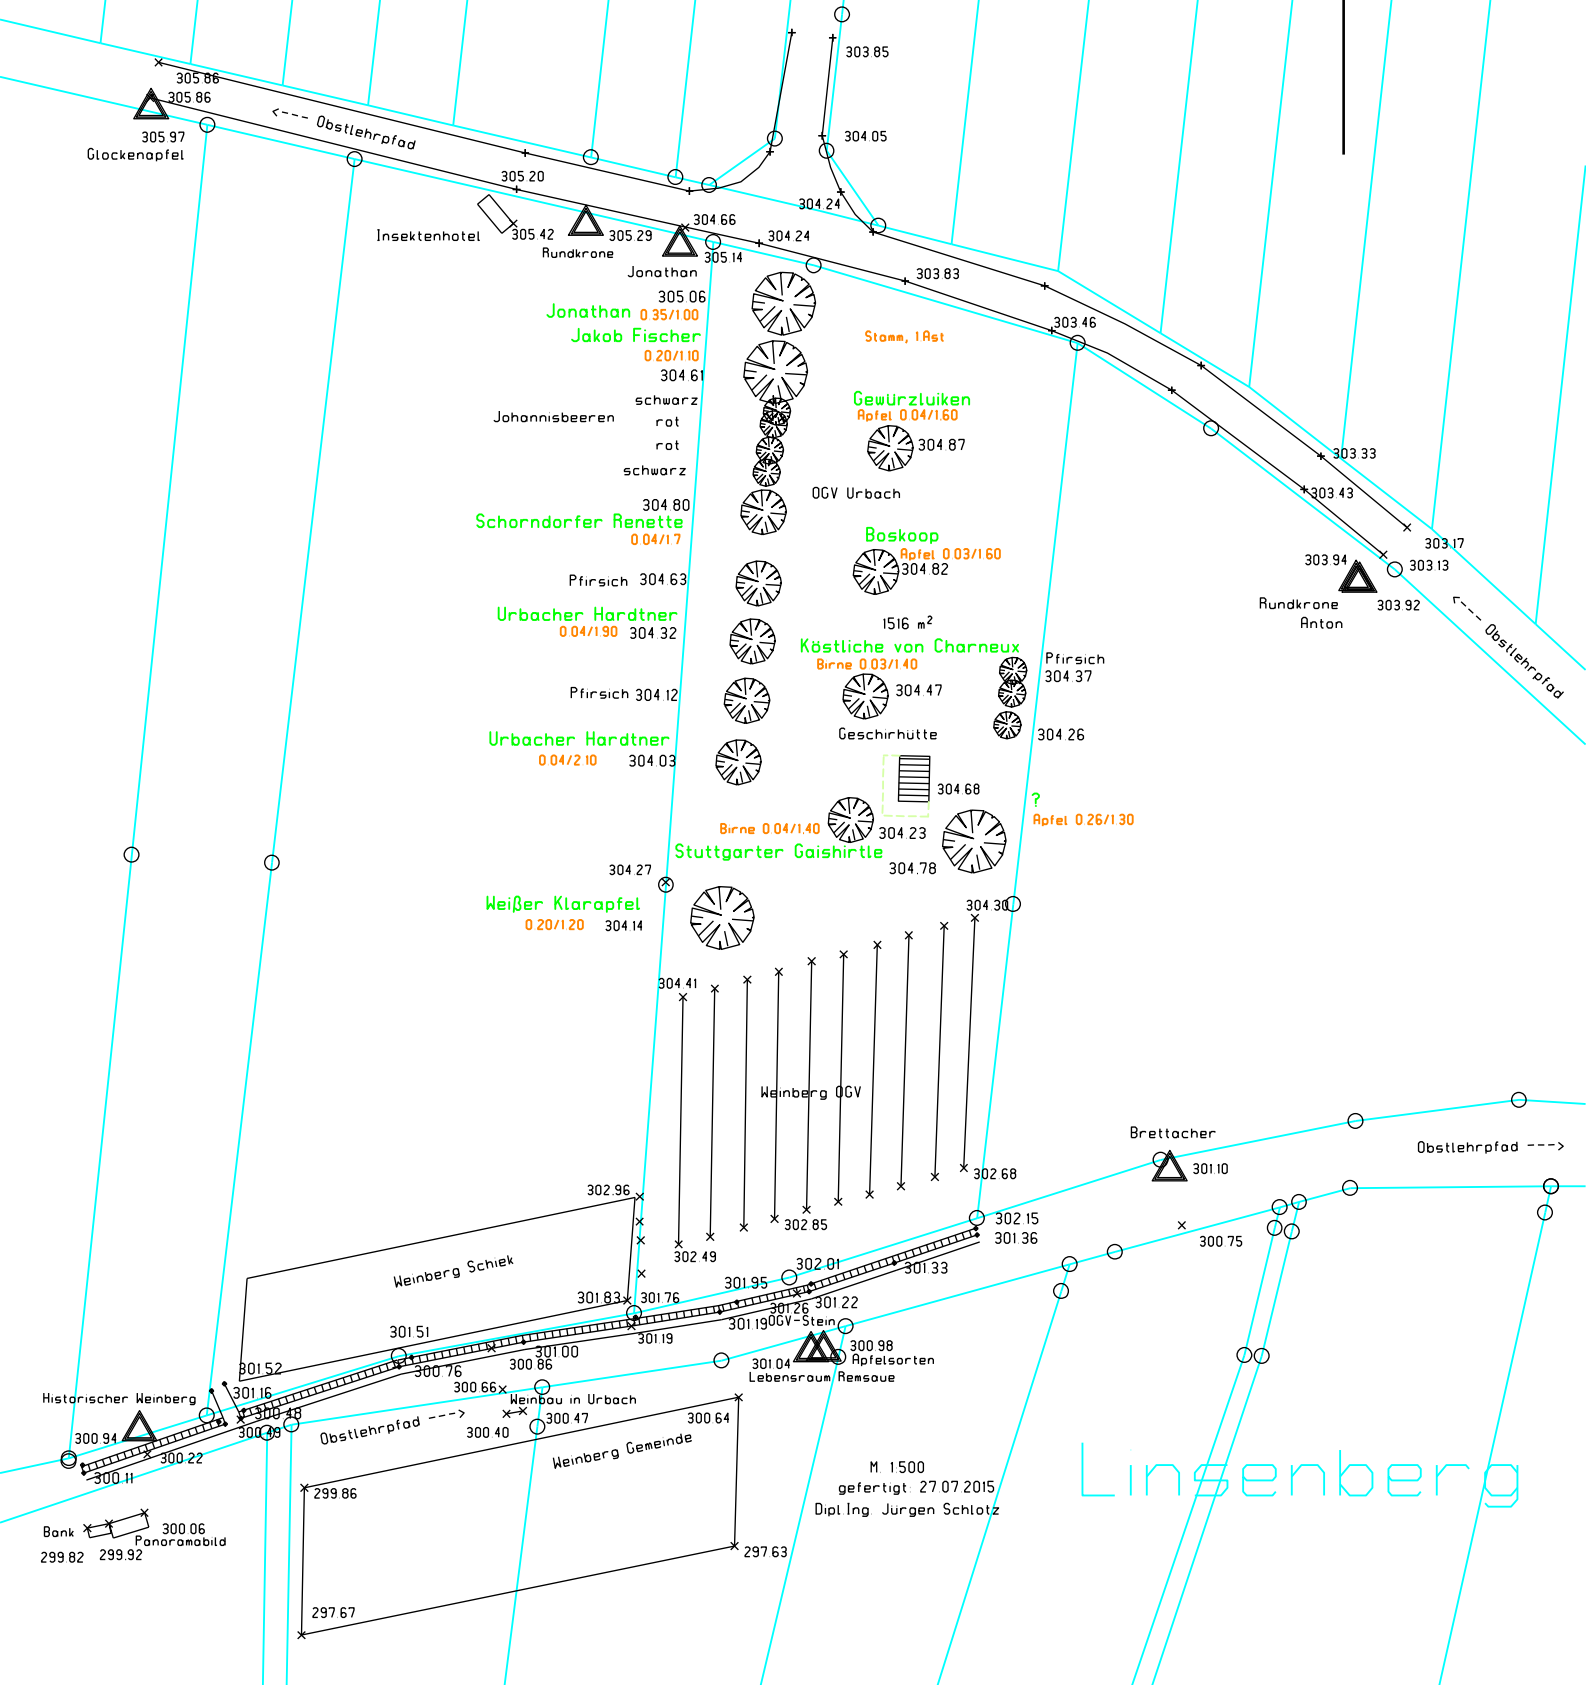 303.85
305.86
305.86
<---- Obstlehrpfad
304.05
305.97
Glockenapfel
305.20
304.24
304.66
Insektenhotel
305.42
305.29
304.24
Rundkrone
305.14
Jonathan
303.83
305.06
Jonathan 0.35/1.00
303.46
Jakob Fischer
Stamm, 1 Ast
0.20/1.10
304.61
schwarz
Gewürzluiken
Johannisbeeren
rot
Apfel 0.04/1.60
rot
304.87
303.33
schwarz
OGV Urbach
303.43
304.80
Schorndorfer Renette
0.04/1.7
Boskoop
303.17
Apfel 0.03/1.60
303.94
304.82
303.13
Pfirsich 304.63
Rundkrone
303.92
Anton
<---- Obstlehrpfad
Urbacher Hardtner
0.04/1.90 304.32
1516 m²
Köstliche von Charneux
Birne 0.03/1.40
Pfirsich
304.37
Pfirsich 304.12
304.47
Geschirrhütte
304.26
Urbacher Hardtner
0.04/2.10
304.03
304.68
?
Apfel 0.26/1.30
Birne 0.04/1.40
304.23
Stuttgarter Gaishirtle
304.78
304.27
Weißer Klarapfel
304.30
0.20/1.20
304.14
304.41
Weinberg OGV
Brettacher
Obstlehrpfad ---->
301.10
302.68
302.96
302.85
302.15
300.75
302.49
301.36
Weinberg Schiek
302.01
301.33
301.95
301.83
301.76
301.26
301.22
301.19
OGV-Stein
301.51
301.19
301.00
300.98
300.86
301.04
Apfelsorten
301.52
300.76
Lebensraum Remsaue
300.66
Historischer Weinberg
301.16
Weinbau in Urbach
300.48
300.47
300.64
300.49
Obstlehrpfad ---->
300.40
300.94
300.22
Weinberg Gemeinde
300.11
M. 1:500
299.86
gefertigt: 27.07.2015
Dipl.Ing. Jürgen Schlotz
Linsenberg
Bank
300.06
Panoramabild
299.82
299.92
297.63
297.67